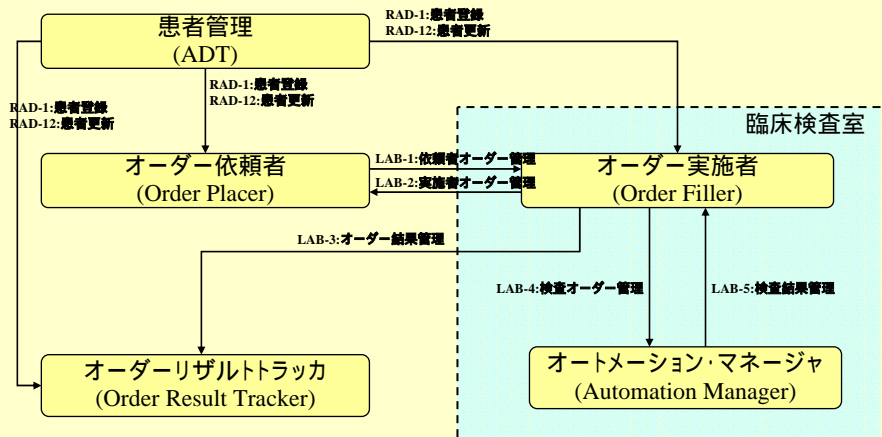 患者管理
(ADT)
RAD-1:患者登録
RAD-12:患者更新
RAD-1:患者登録
RAD-12:患者更新
RAD-1:患者登録
RAD-12:患者更新
臨床検査室
オーダー依頼者
(Order Placer)
LAB-1:依頼者オーダー管理
LAB-2:実施者オーダー管理
オーダー実施者
(Order Filler)
LAB-3:オーダー結果管理
LAB-4:検査オーダー管理
LAB-5:検査結果管理
オーダーリザルトトラッカ
(Order Result Tracker)
オートメーション・マネージャ
(Automation Manager)